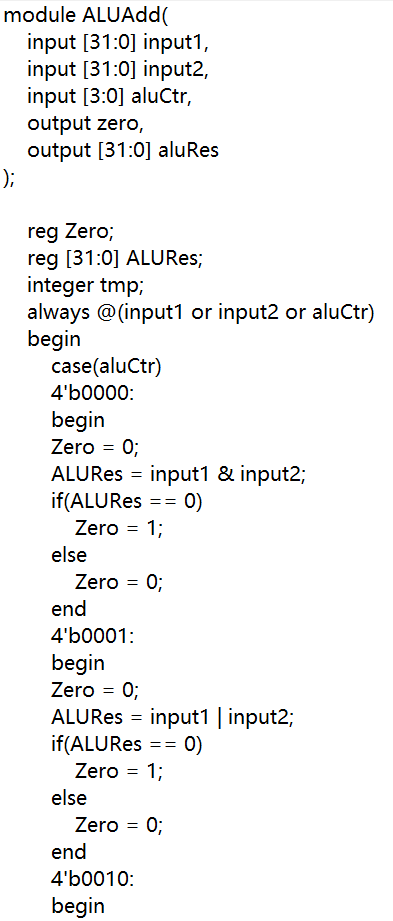 module ALUAdd(
    input [31:0] input1,
    input [31:0] input2,
    input [3:0] aluCtr,
    output zero,
    output [31:0] aluRes
);

    reg Zero;
    reg [31:0] ALURes;
    integer tmp;
    always @(input1 or input2 or aluCtr)
    begin
        case(aluCtr)
        4'b0000:
        begin
        Zero = 0;
        ALURes = input1 & input2;
        if(ALURes == 0)
            Zero = 1;
        else
            Zero = 0;
        end
        4'b0001:
        begin
        Zero = 0;
        ALURes = input1 | input2;
        if(ALURes == 0)
            Zero = 1;
        else
            Zero = 0;
        end
        4'b0010:
        begin